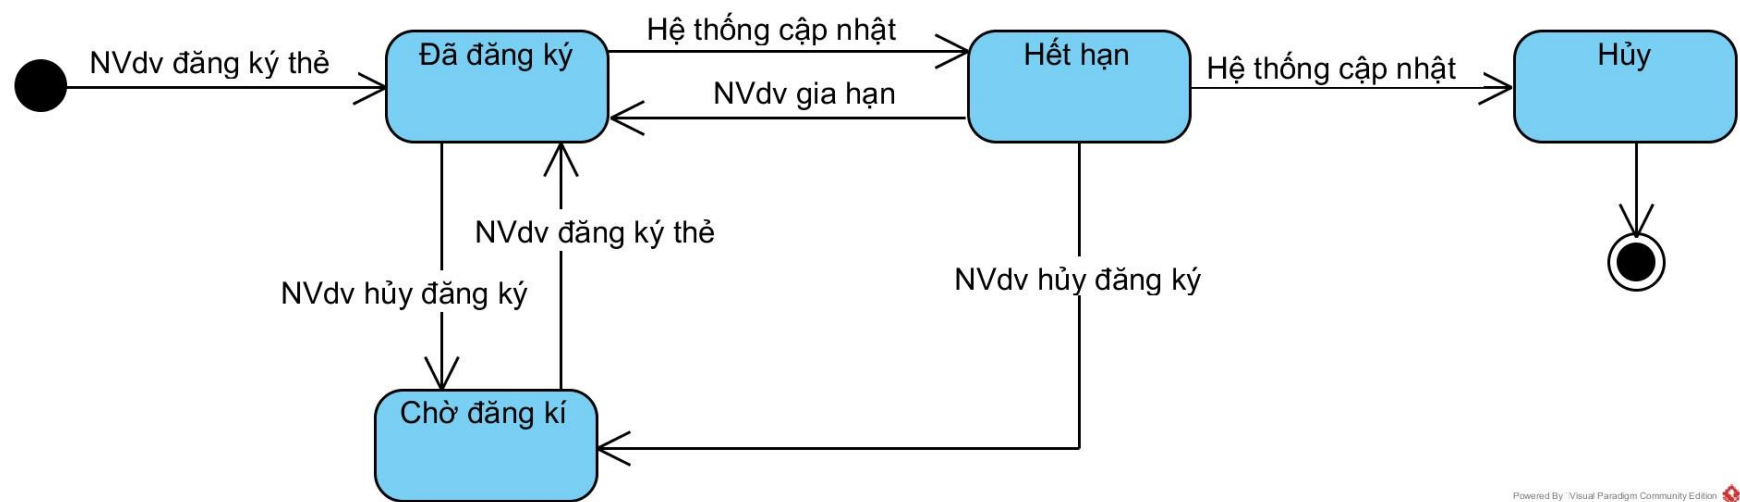 NVdv đăng ký thẻ
Đã đăng ký
Hệ thống cập nhật
NVdv gia hạn
Hết hạn
Hệ thống cập nhật
Hủy
NVdv đăng ký thẻ
NVdv hủy đăng ký
NVdv hủy đăng ký
Chờ đăng kí
Powered By Visual Paradigm Community Edition